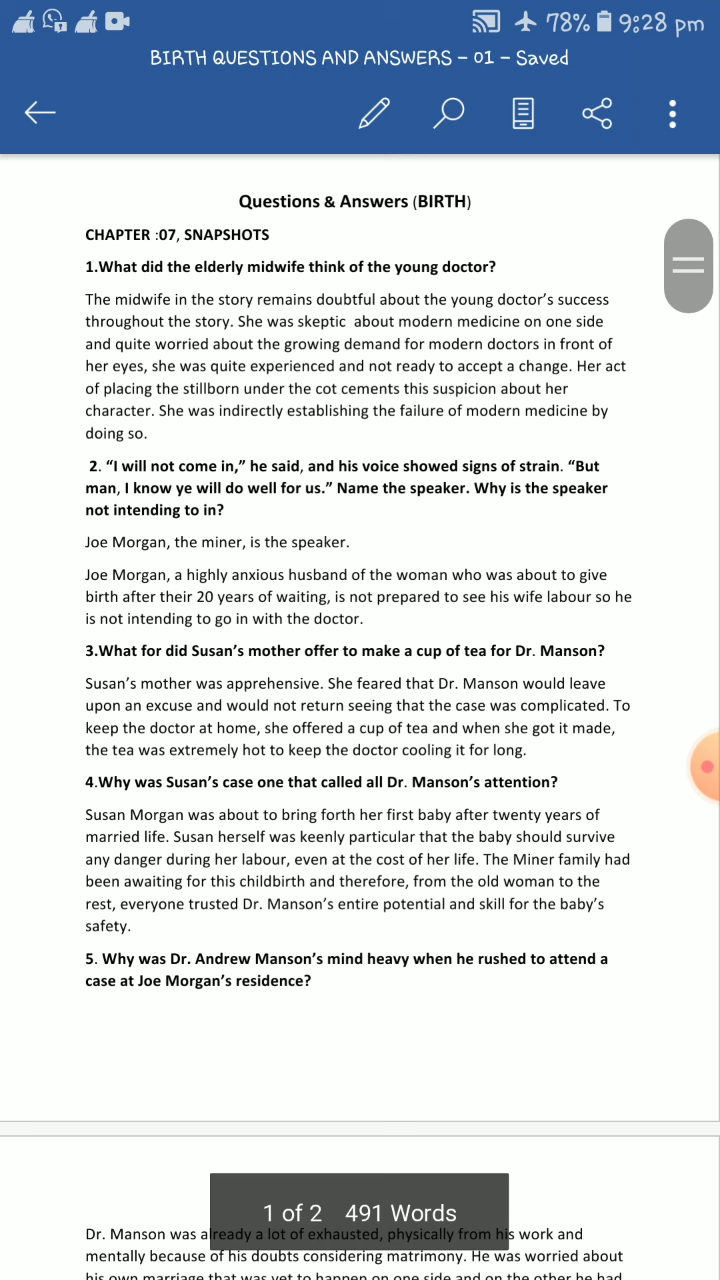 78% 9:28 pm
BIRTH QUESTIONS AND ANSWERS - 01 - Saved
Questions & Answers (BIRTH)
CHAPTER :07, SNAPSHOTS
1.What did the elderly midwife think of the young doctor?
The midwife in the story remains doubtful about the young doctor's success
throughout the story. She was skeptic about modern medicine on one side
and quite worried about the growing demand for modern doctors in front of
her eyes, she was quite experienced and not ready to accept a change. Her act
of placing the stillborn under the cot cements this suspicion about her
character. She was indirectly establishing the failure of modern medicine by
doing so.
2. "I will not come in," he said, and his voice showed signs of strain. "But
man, I know ye will do well for us." Name the speaker. Why is the speaker
not intending to in?
Joe Morgan, the miner, is the speaker.
Joe Morgan, a highly anxious husband of the woman who was about to give
birth after their 20 years of waiting, is not prepared to see his wife labour so he
is not intending to go in with the doctor.
3.What for did Susan's mother offer to make a cup of tea for Dr. Manson?
Susan's mother was apprehensive. She feared that Dr. Manson would leave
upon an excuse and would not return seeing that the case was complicated. To
keep the doctor at home, she offered a cup of tea and when she got it made,
the tea was extremely hot to keep the doctor cooling it for long.
4.Why was Susan's case one that called all Dr. Manson's attention?
Susan Morgan was about to bring forth her first baby after twenty years of
married life. Susan herself was keenly particular that the baby should survive
any danger during her labour, even at the cost of her life. The Miner family had
been awaiting for this childbirth and therefore, from the old woman to the
rest, everyone trusted Dr. Manson's entire potential and skill for the baby's
safety.
5. Why was Dr. Andrew Manson's mind heavy when he rushed to attend a
case at Joe Morgan's residence?
1 of 2 491 Words
Dr. Manson was already a lot of exhausted, physically from his work and
mentally because of his doubts considering matrimony. He was worried about
his own marriage that was yet to happen on one side and on the other he had